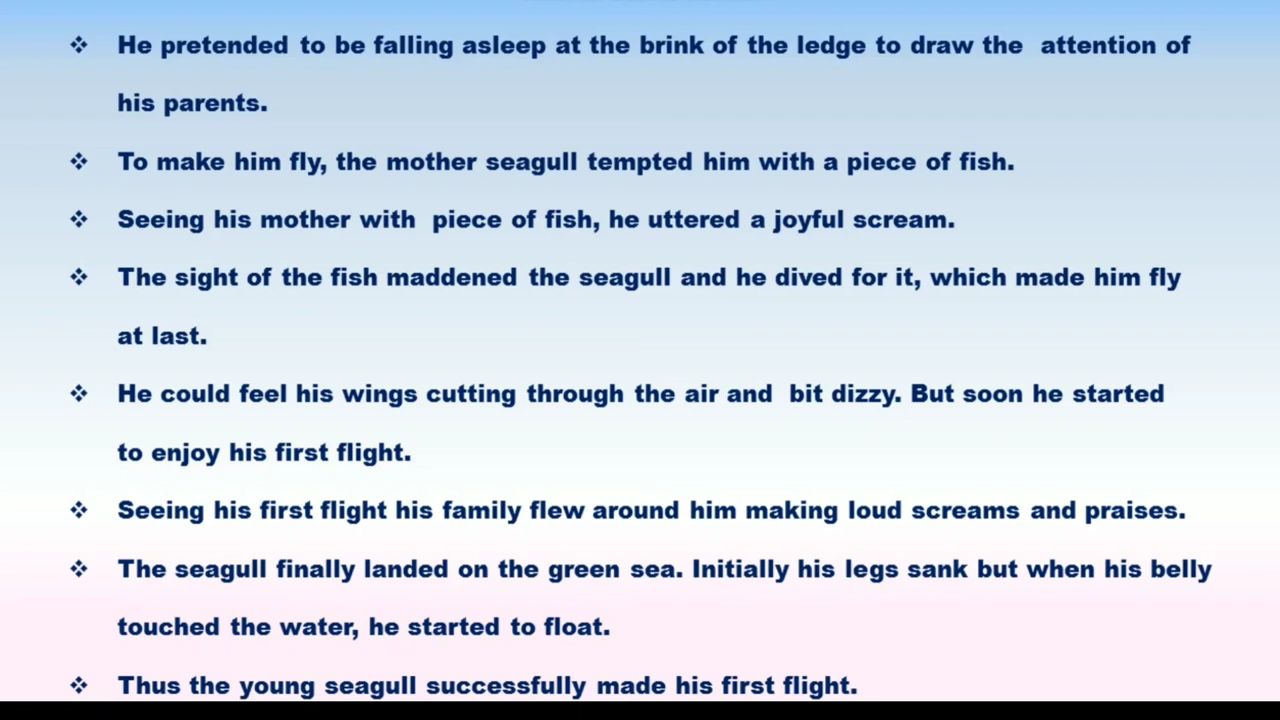 ❖ He pretended to be falling asleep at the brink of the ledge to draw the attention of
his parents.
❖ To make him fly, the mother seagull tempted him with a piece of fish.
❖ Seeing his mother with piece of fish, he uttered a joyful scream.
❖ The sight of the fish maddened the seagull and he dived for it, which made him fly
at last.
❖ He could feel his wings cutting through the air and bit dizzy. But soon he started
to enjoy his first flight.
❖ Seeing his first flight his family flew around him making loud screams and praises.
❖ The seagull finally landed on the green sea. Initially his legs sank but when his belly
touched the water, he started to float.
❖ Thus the young seagull successfully made his first flight.